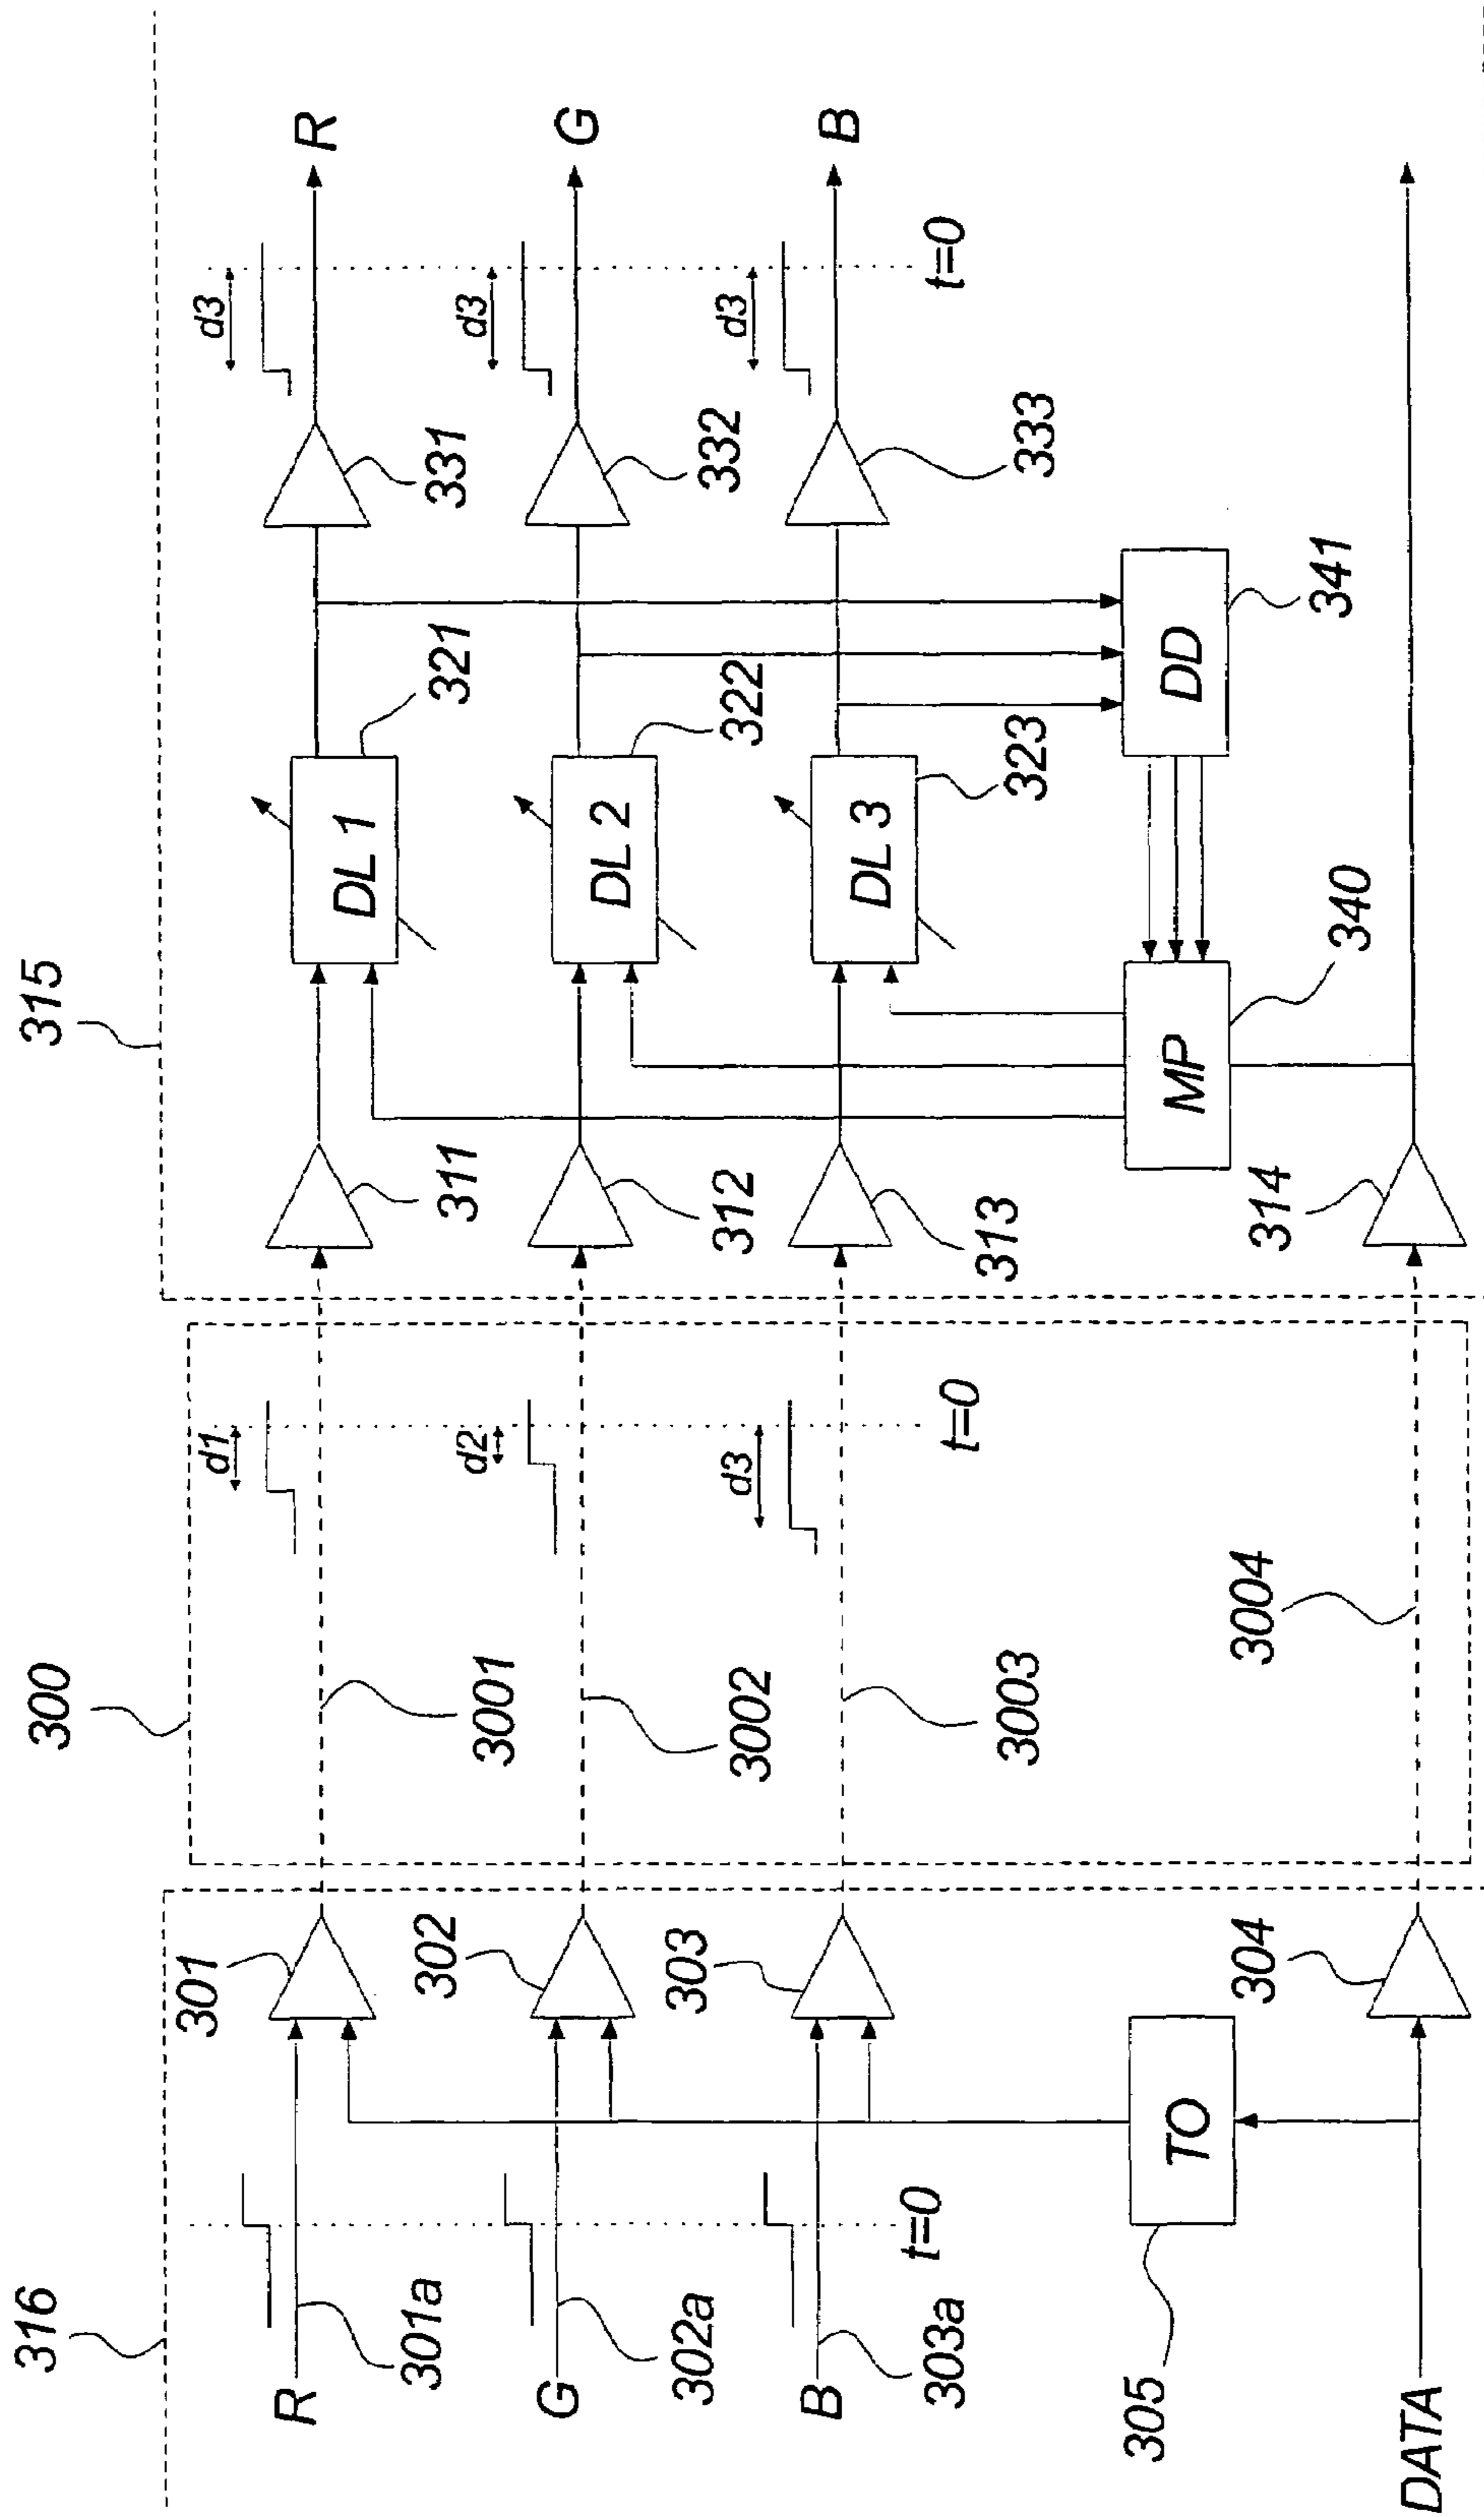 316
300
315
R
301a
301
3001
d1
311
DL 1
321
331
d3
R
G
302a
302
3002
d2
312
DL 2
322
332
d3
G
B
303a
303
3003
d3
313
DL 3
323
333
d3
B
t=0
t=0
t=0
305
TO
MP
340
DD
341
DATA
304
3004
314